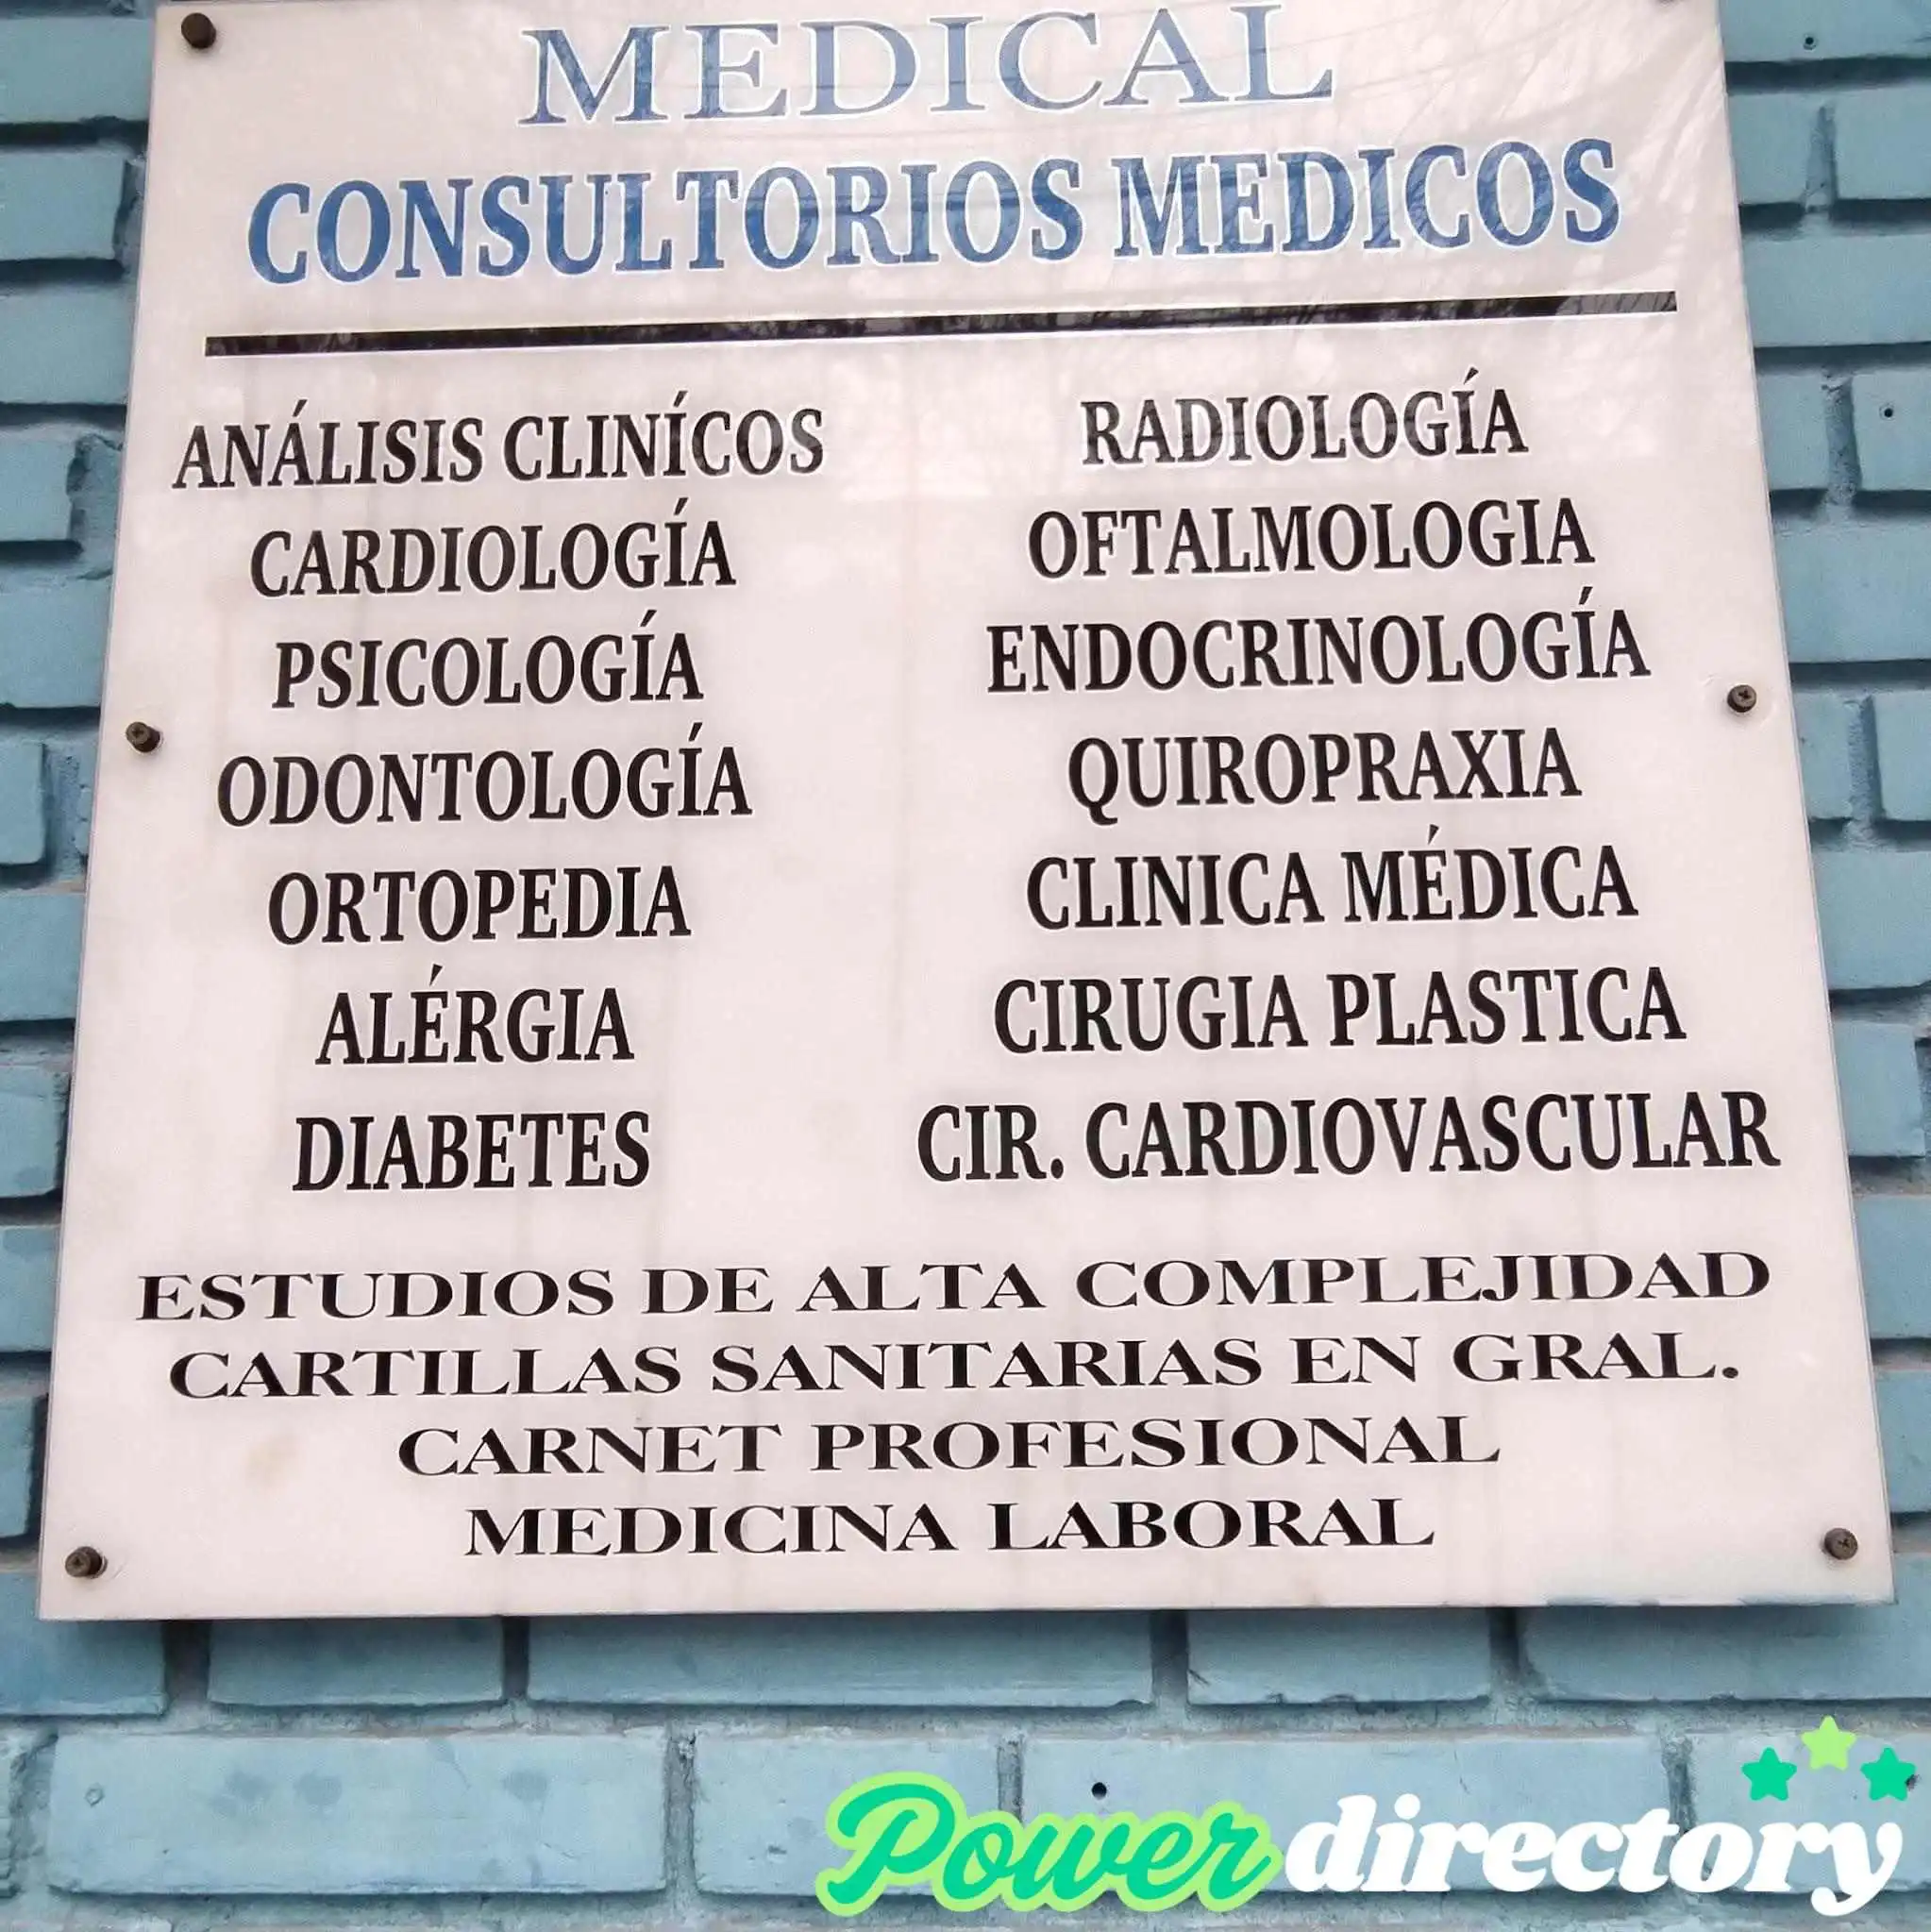 MEDICAL
CONSULTORIOS MEDICOS
ANÁLISIS CLINÍCOS
CARDIOLOGÍA
PSICOLOGÍA
ODONTOLOGÍA
ORTOPEDIA
ALÉRGIA
DIABETES
RADIOLOGÍA
OFTALMOLOGIA
ENDOCRINOLOGÍA
QUIROPRAXIA
CLINICA MÉDICA
CIRUGIA PLASTICA
CIR. CARDIOVASCULAR
ESTUDIOS DE ALTA COMPLEJIDAD
CARTILLAS SANITARIAS EN GRAL.
CARNET PROFESIONAL
MEDICINA LABORAL
Power directory